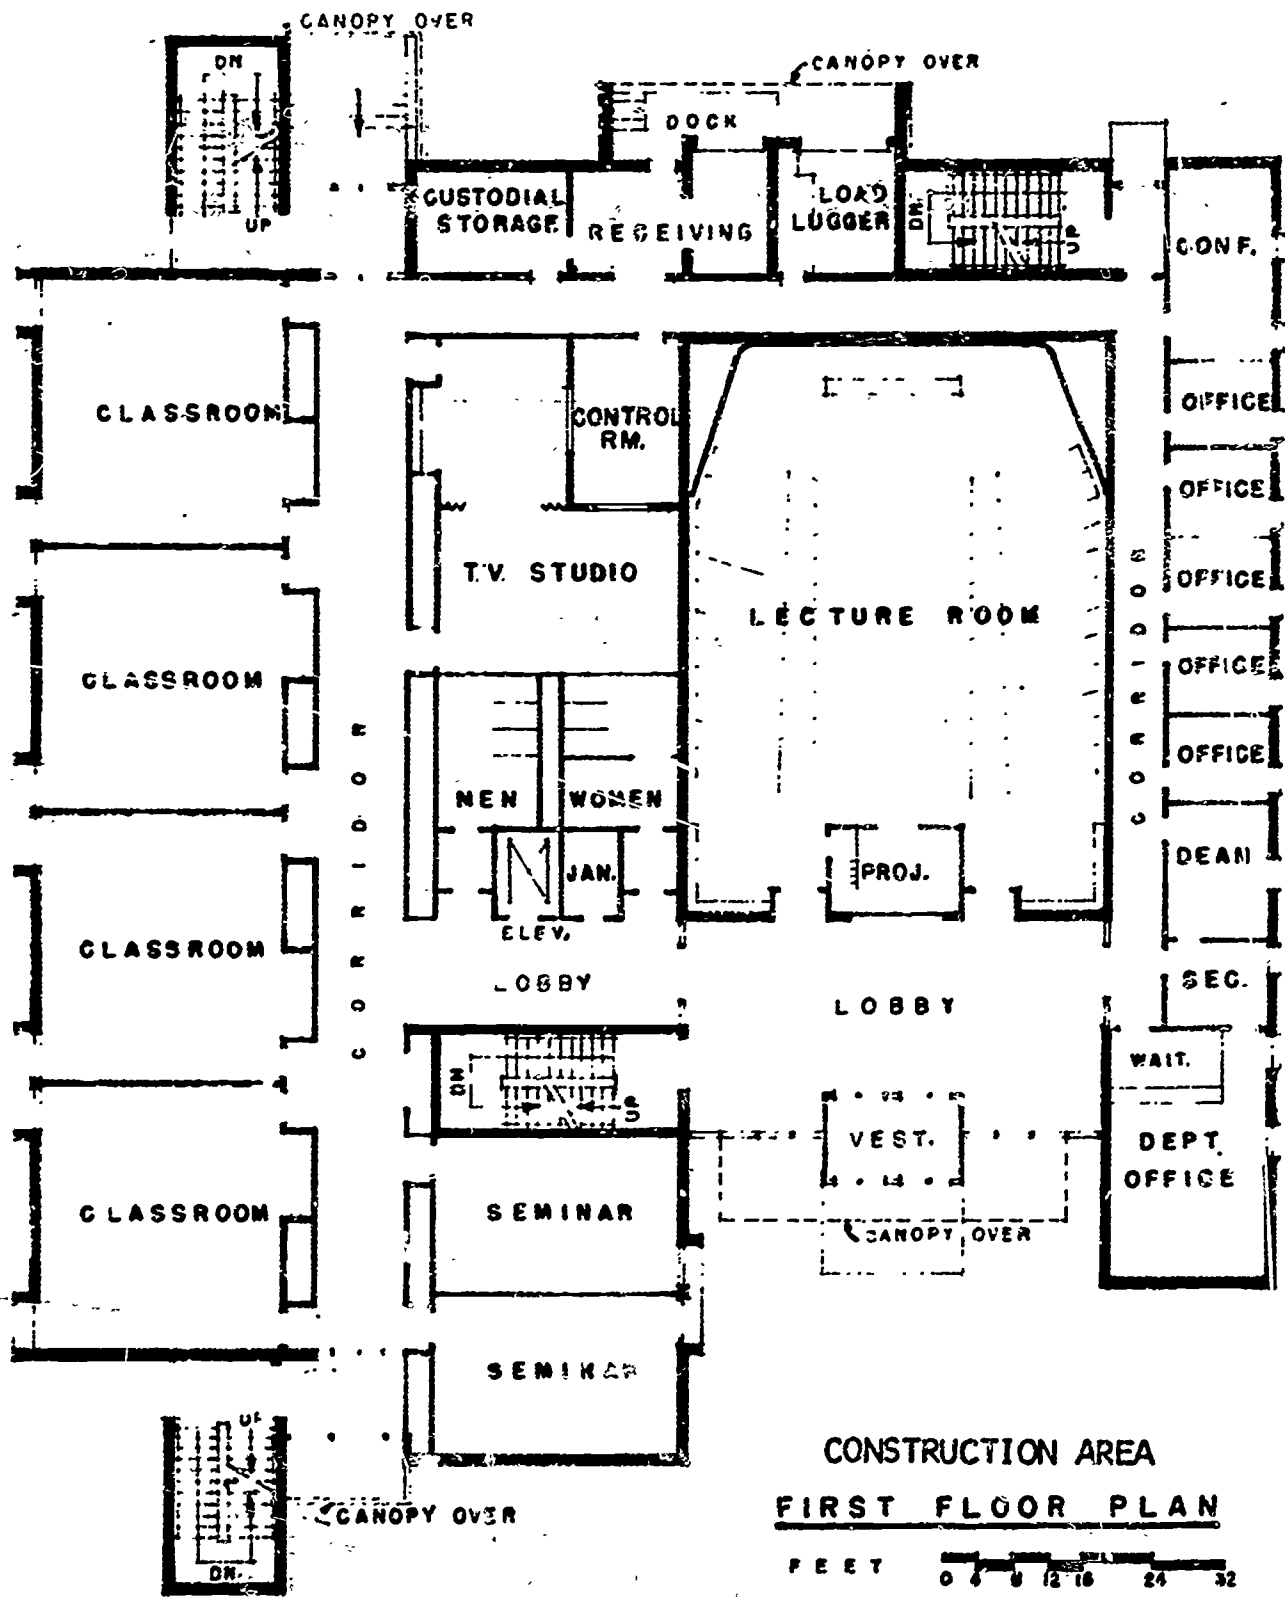 CANOPY OVER
DN
UP
CANOPY OVER
DOCK
CUSTODIAL
STORAGE
RECEIVING
LOAD
LUGGER
DN.
UP
CONF.
CLASSROOM
CONTROL
RM.
OFFICE
OFFICE
T.V. STUDIO
OFFICE
LECTURE ROOM
CORRIDORS
OFFICE
CLASSROOM
OFFICE
CORRIDOR
MEN
WOMEN
JAN.
PROJ.
DEAN
ELEV.
CLASSROOM
LOBBY
LOBBY
SEC.
DN
UP
WAIT.
VEST.
DEPT.
OFFICE
CLASSROOM
SEMINAR
CANOPY OVER
SEMINAR
UP
DN.
CANOPY OVER
CONSTRUCTION AREA
FIRST FLOOR PLAN
FEET
0 4 8 12 16 24 32